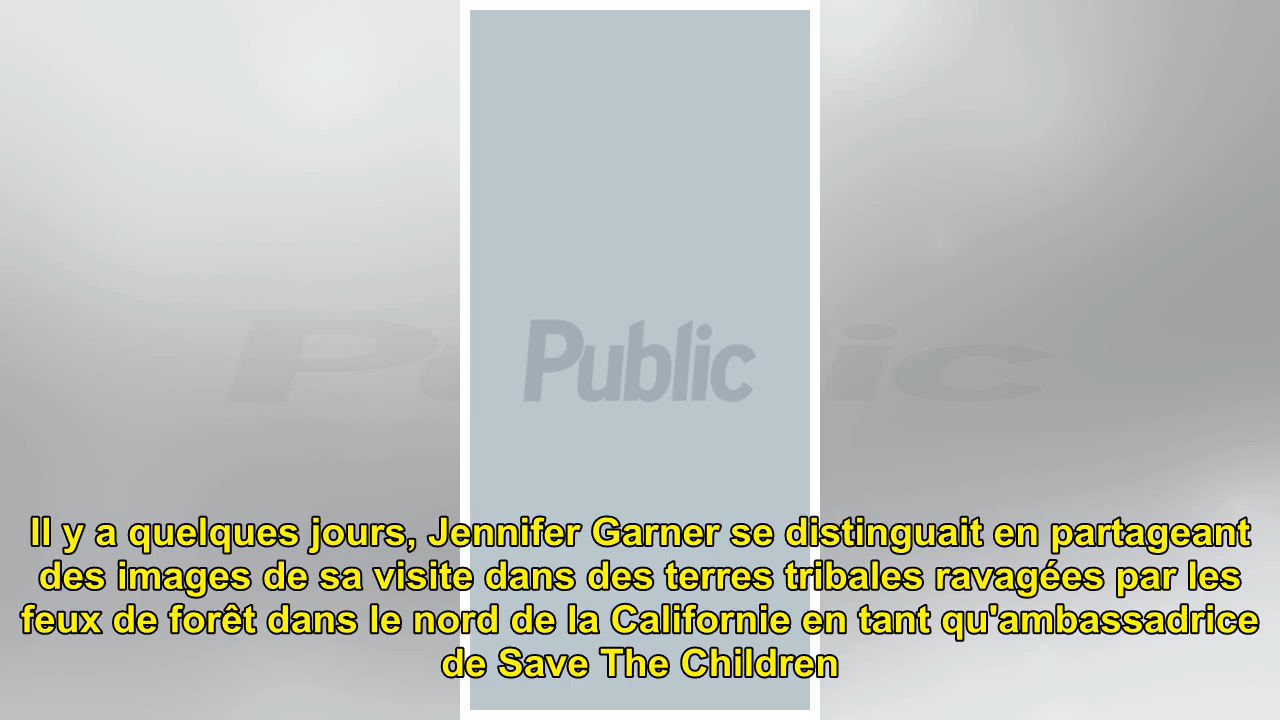 Public
Il y a quelques jours, Jennifer Garner se distinguait en partageant
des images de sa visite dans des terres tribales ravagées par les
feux de forêt dans le nord de la Californie en tant qu'ambassadrice
de Save The Children